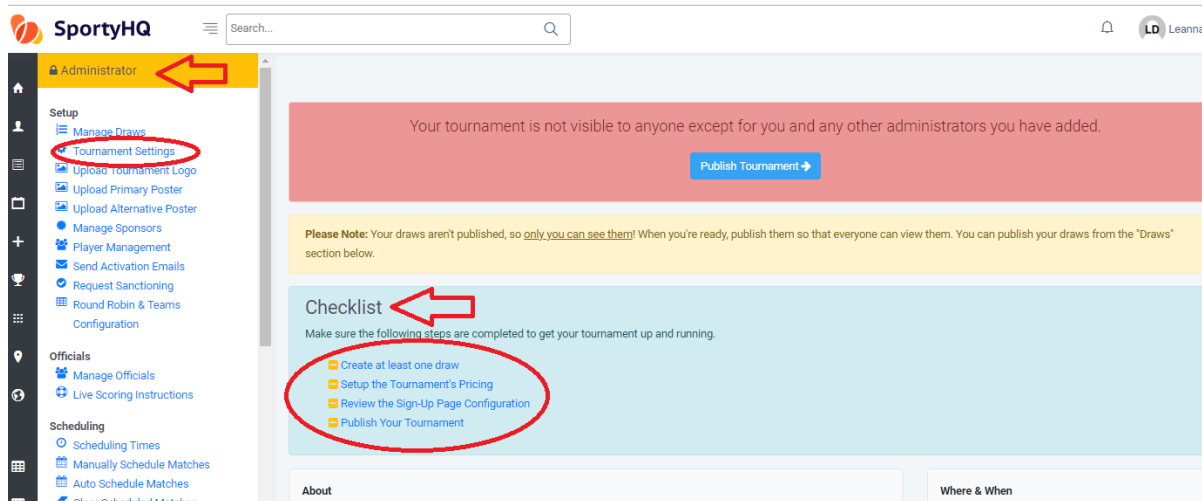 SportyHQ
Search...
LD Leanna
Administrator
Setup
Manage Draws
Tournament Settings
Upload Tournament Logo
Upload Primary Poster
Upload Alternative Poster
Manage Sponsors
Player Management
Send Activation Emails
Request Sanctioning
Round Robin & Teams
Configuration
Officials
Manage Officials
Live Scoring Instructions
Scheduling
Scheduling Times
Manually Schedule Matches
Auto Schedule Matches
Your tournament is not visible to anyone except for you and any other administrators you have added.
Publish Tournament
Please Note: Your draws aren't published, so only you can see them! When you're ready, publish them so that everyone can view them. You can publish your draws from the "Draws"
section below.
Checklist
Make sure the following steps are completed to get your tournament up and running.
Create at least one draw
Setup the Tournament's Pricing
Review the Sign-Up Page Configuration
Publish Your Tournament
About
Where & When